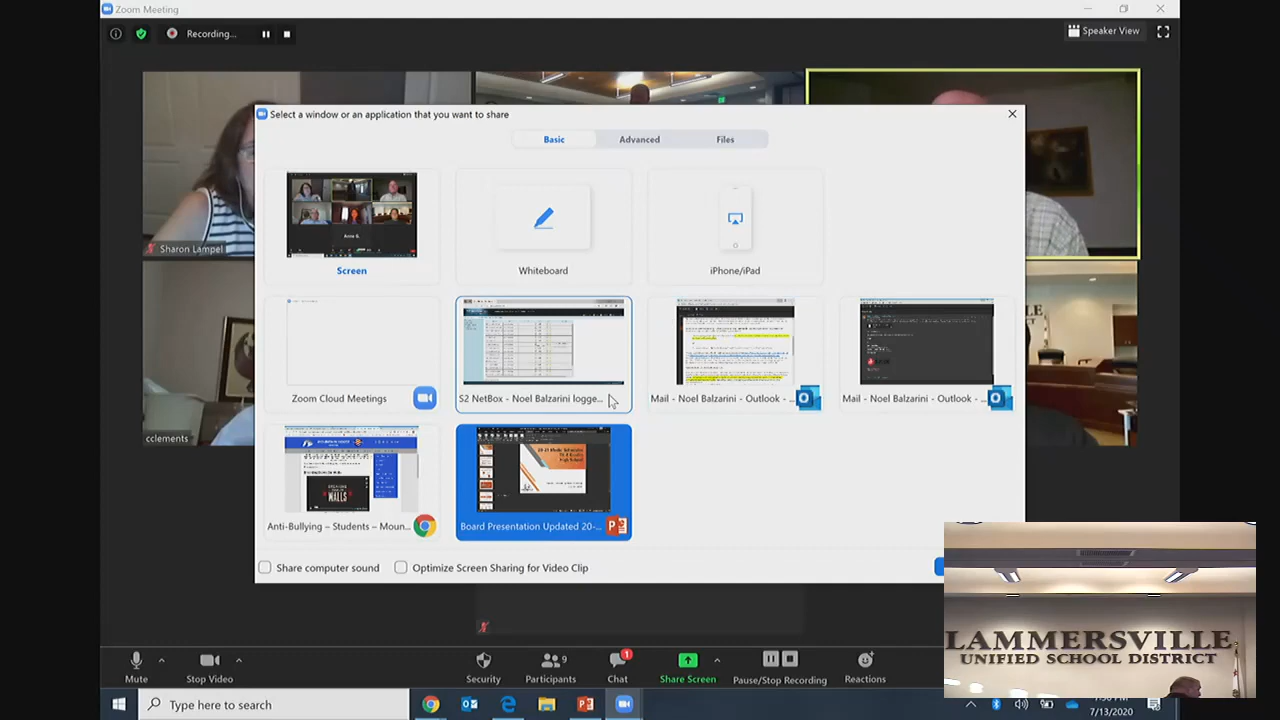 Zoom Meeting
Recording...
Speaker View
Select a window or an application that you want to share
Basic
Advanced
Files
Screen
Whiteboard
iPhone/iPad
Sharon Lampel
Zoom Cloud Meetings
S2 NetBox - Noel Balzarini logge...
Mail - Noel Balzarini - Outlook - ...
Mail - Noel Balzarini - Outlook - ...
cclements
WALLS
Anti-Bullying – Students – Moun...
Board Presentation Updated 20-...
Share computer sound
Optimize Screen Sharing for Video Clip
LAMMERSVILLE
UNIFIED SCHOOL DISTRICT
Mute
Stop Video
Security
9
Participants
1
Chat
Share Screen
Pause/Stop Recording
Reactions
Type here to search
7/13/2020